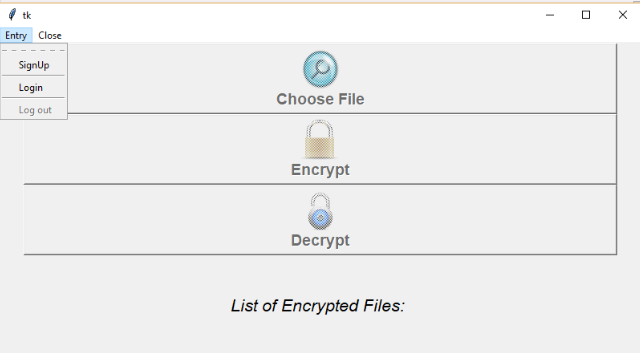 tk
Entry Close
SignUp
Login
Log out
Choose File
Encrypt
Decrypt
List of Encrypted Files: